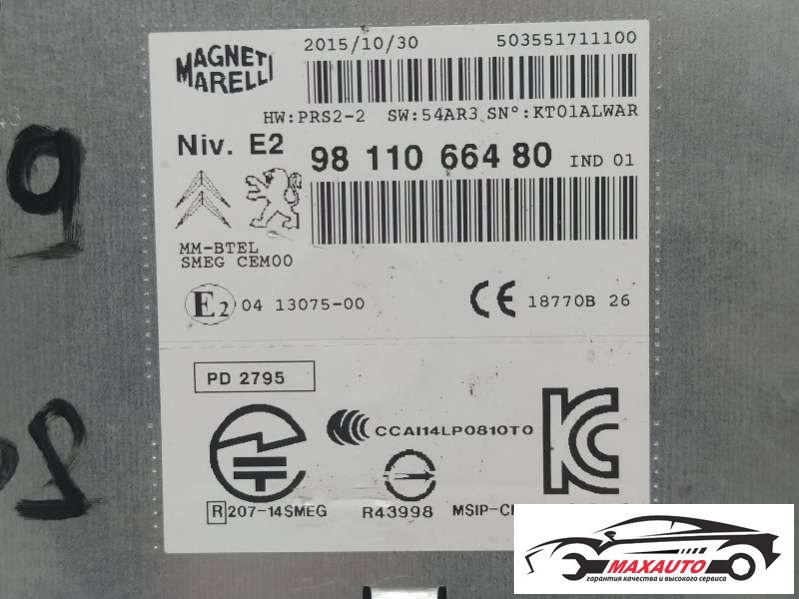 MAGNETI
MARELLI
2015/10/30 503551711100
HW:PRS2-2 SW:54AR3 SN°:KT01ALWAR
Niv. E2
98 110 664 80 IND 01
MM-BTEL
SMEG CEM00
E2 04 13075-00
CE 18770B 26
PD 2795
CCAI14LP0810T0
R 207-14SMEG R43998
MAXAUTO
гарантия качества и высокого сервиса